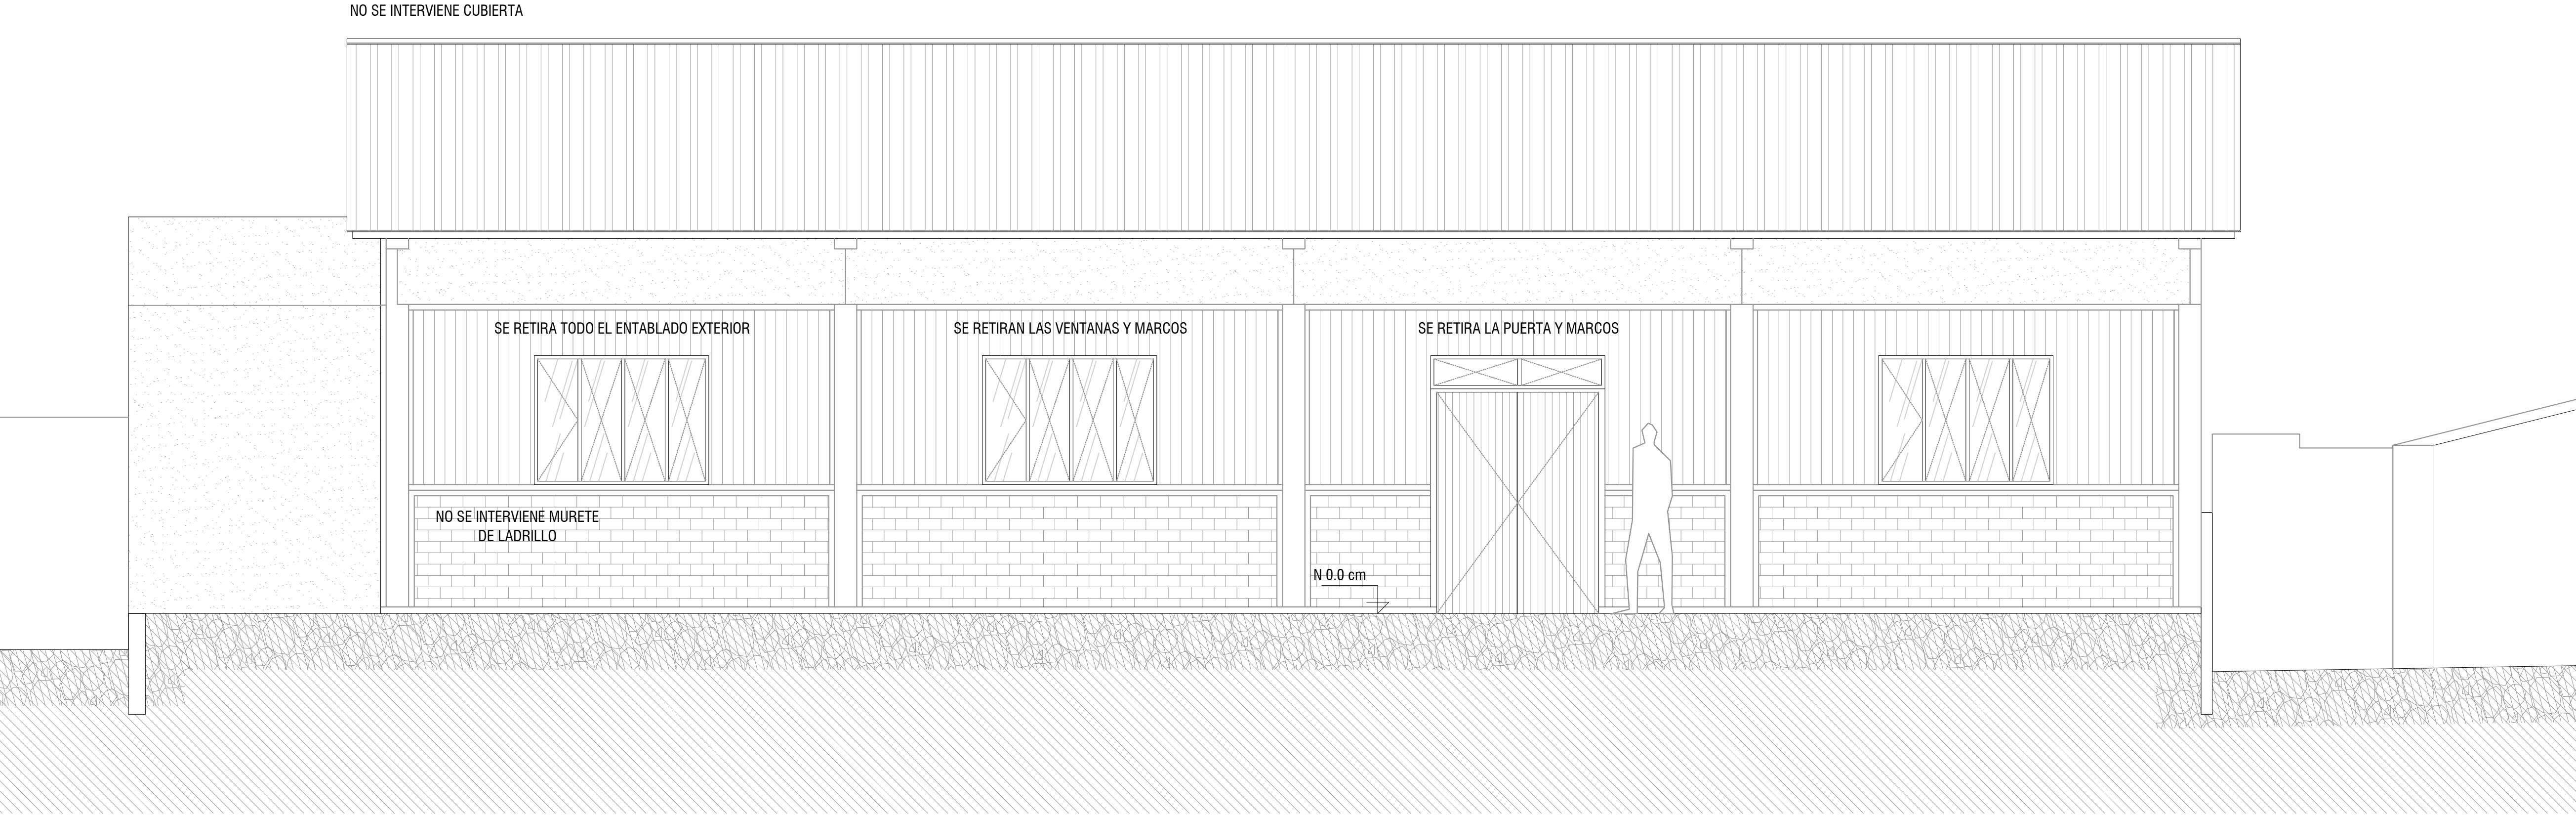 NO SE INTERVIENE CUBIERTA
SE RETIRA TODO EL ENTABLADO EXTERIOR
SE RETIRAN LAS VENTANAS Y MARCOS
SE RETIRA LA PUERTA Y MARCOS
NO SE INTERVIENE MURETE
DE LADRILLO
N 0.0 cm